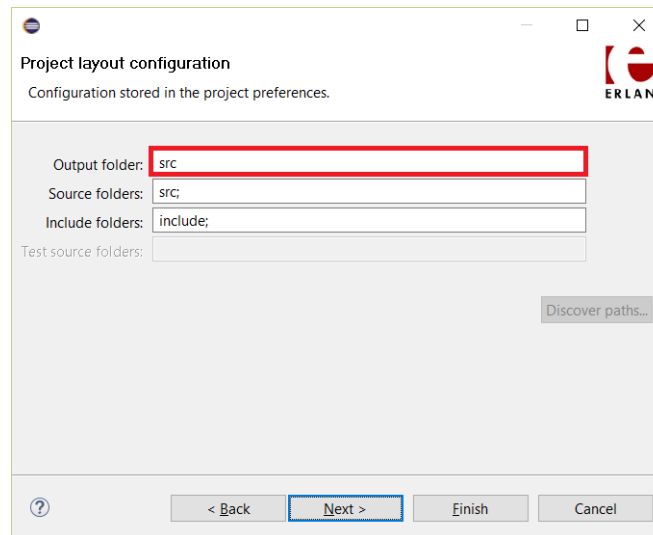 Project layout configuration
Configuration stored in the project preferences.
ERLAN
Output folder: src
Source folders: src;
Include folders: include;
Test source folders:
Discover paths...
?
< Back Next > Finish Cancel